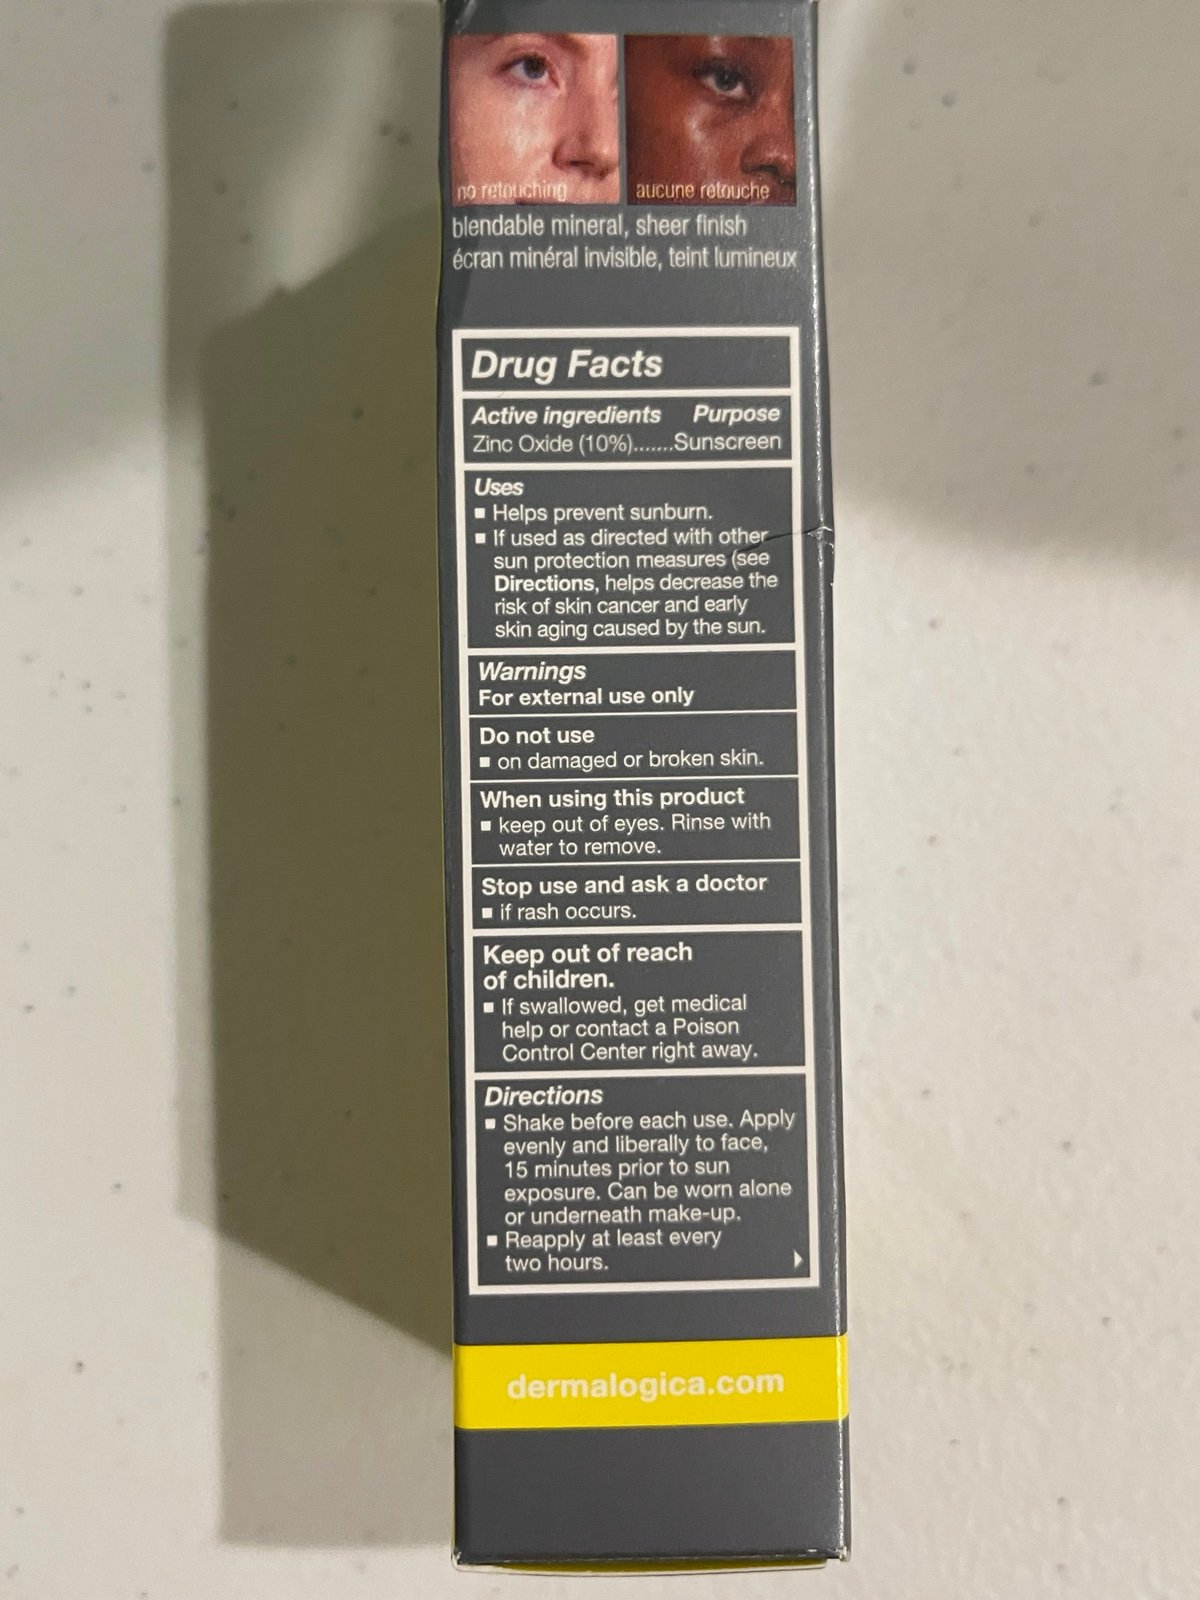 no retouching
aucune retouche
blendable mineral, sheer finish
écran minéral invisible, teint lumineux
Drug Facts
Active ingredients Purpose
Zinc Oxide (10%).......Sunscreen
Uses
▪ Helps prevent sunburn.
▪ If used as directed with other
sun protection measures (see
Directions, helps decrease the
risk of skin cancer and early
skin aging caused by the sun.
Warnings
For external use only
Do not use
▪ on damaged or broken skin.
When using this product
▪ keep out of eyes. Rinse with
water to remove.
Stop use and ask a doctor
▪ if rash occurs.
Keep out of reach
of children.
▪ If swallowed, get medical
help or contact a Poison
Control Center right away.
Directions
▪ Shake before each use. Apply
evenly and liberally to face,
15 minutes prior to sun
exposure. Can be worn alone
or underneath make-up.
▪ Reapply at least every
two hours.
dermalogica.com